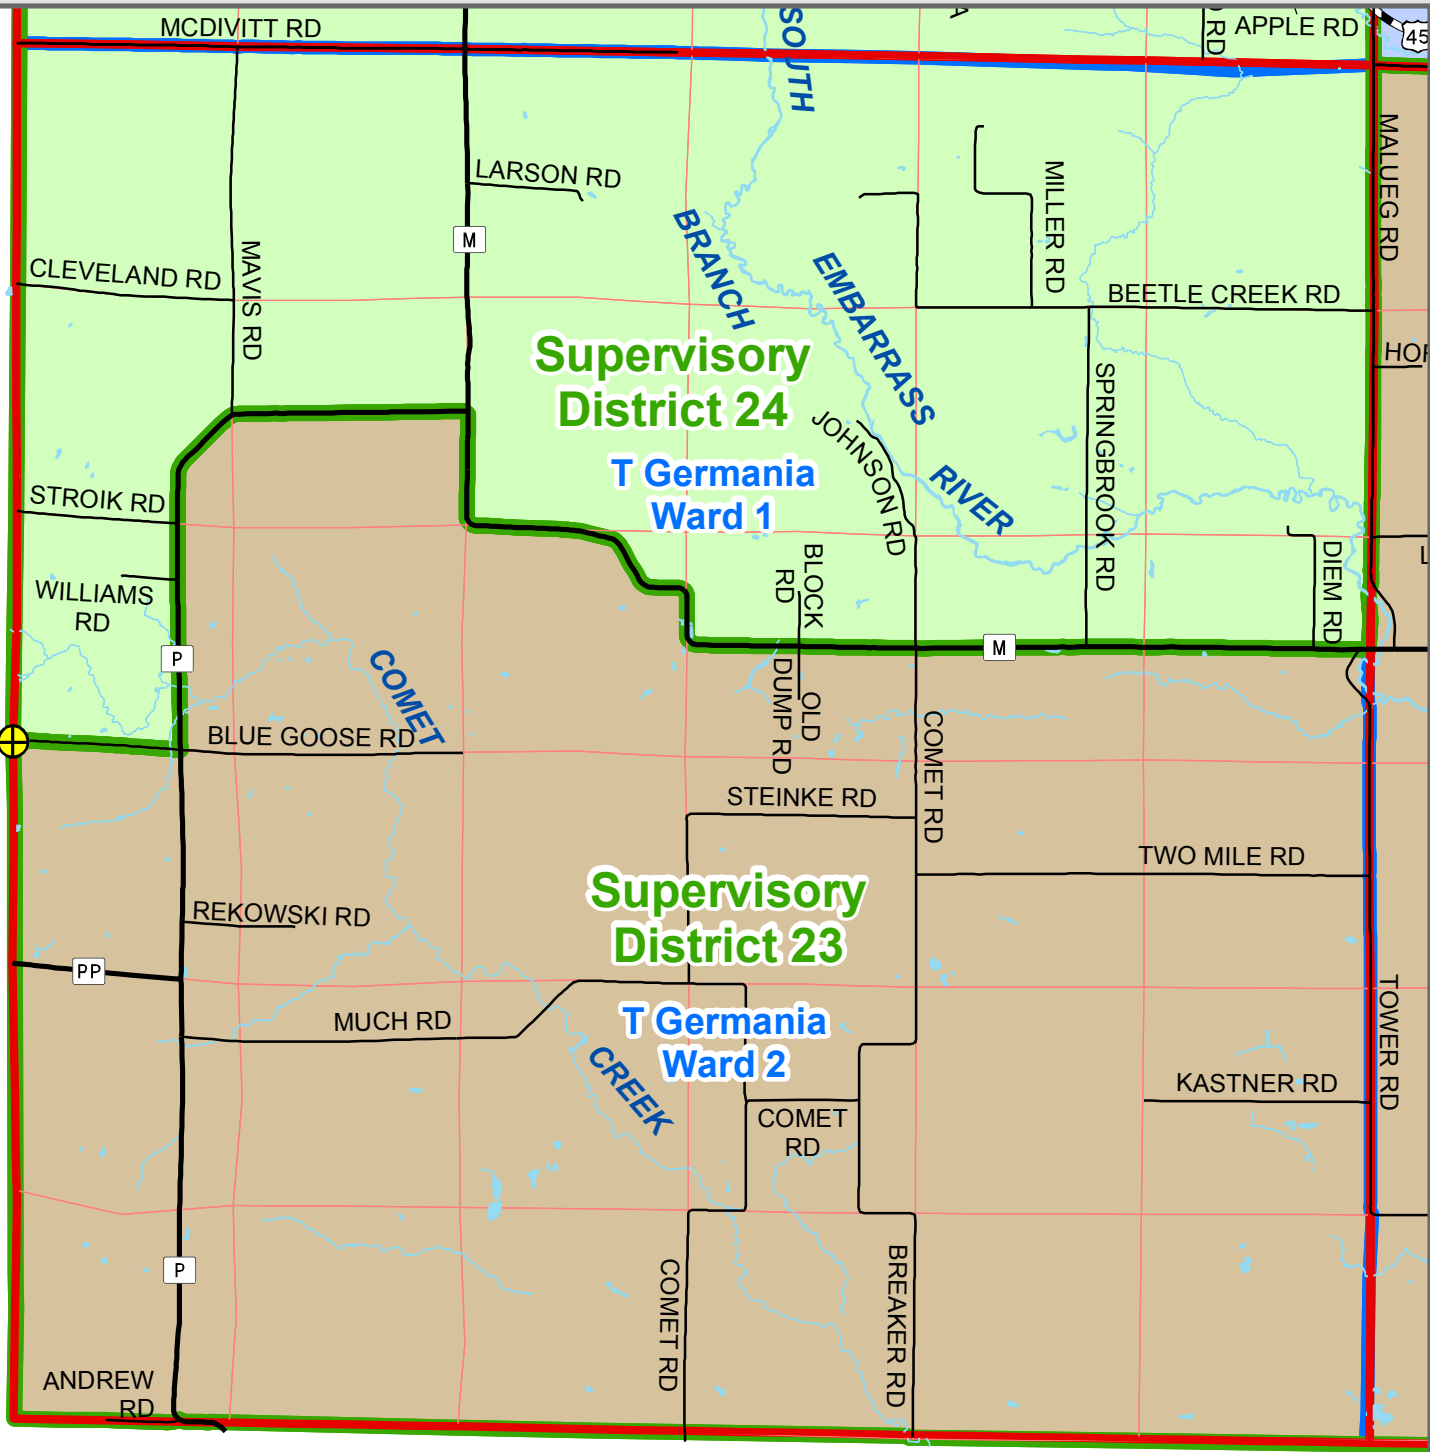 MCDIVITT RD
SOUTH
A
RD
APPLE RD
45
LARSON RD
MALUEG RD
MILLER RD
M
MAVIS RD
CLEVELAND RD
BRANCH
EMBARRASS
BEETLE CREEK RD
Supervisory
District 24
SPRINGBROOK RD
JOHNSON RD
T Germania
Ward 1
RIVER
STROIK RD
BLOCK
RD
DIEM RD
L
WILLIAMS
RD
P
M
COMET
OLD
DUMP RD
BLUE GOOSE RD
COMET RD
STEINKE RD
TWO MILE RD
Supervisory
District 23
REKOWSKI RD
PP
TOWER RD
T Germania
Ward 2
MUCH RD
CREEK
KASTNER RD
COMET
RD
P
COMET RD
BREAKER RD
ANDREW
RD